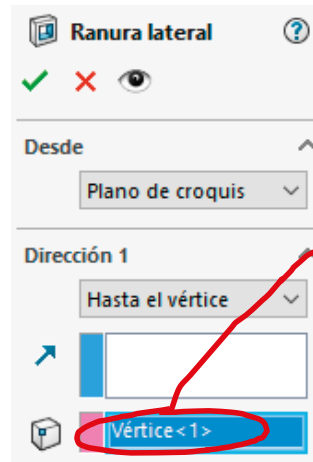 Ranura lateral
Desde
Plano de croquis
Dirección 1
Hasta el vértice
Vértice<1>